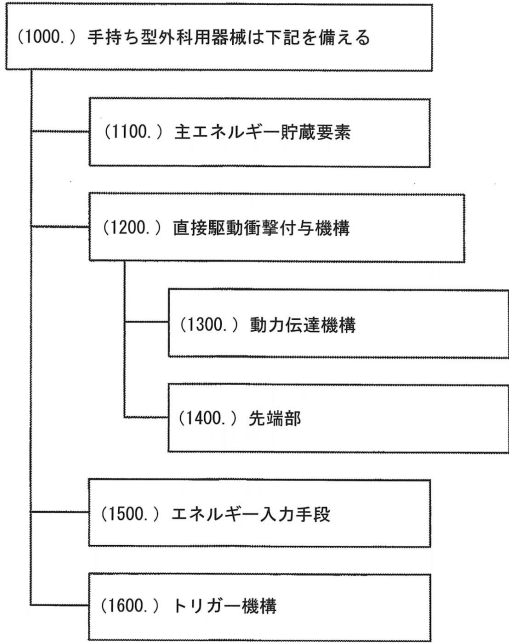 (1000.) 手持ち型外科用器械は下記を備える
(1100.) 主エネルギー貯蔵要素
(1200.) 直接駆動衝撃付与機構
(1300.) 動力伝達機構
(1400.) 先端部
(1500.) エネルギー入力手段
(1600.) トリガー機構